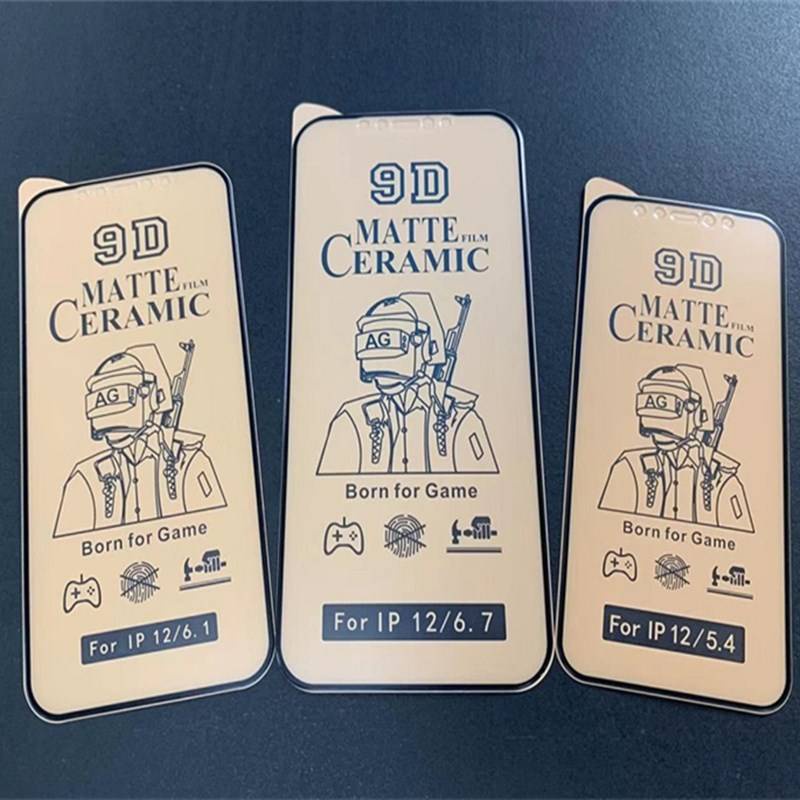 9D
MATTE FILM
CERAMIC
AG
Born for Game
For IP 12/6.1
9D
MATTE FILM
CERAMIC
AG
Born for Game
For IP 12/6.7
9D
MATTE FILM
CERAMIC
AG
Born for Game
For IP 12/5.4